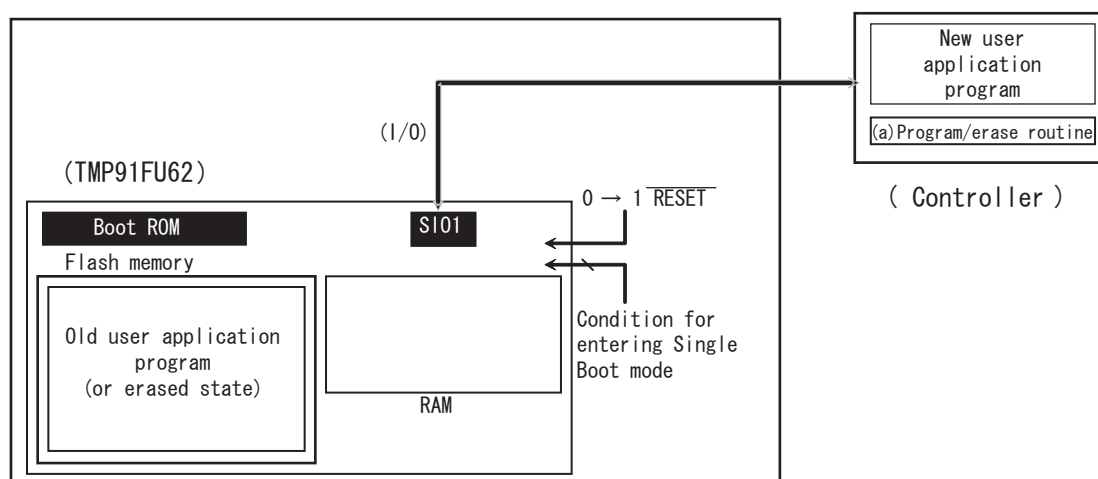 New user
application
program
(a)Program/erase routine
( Controller )
(I/O)
(TMP91FU62)
0 → 1 RESET
Boot ROM
SIO1
Flash memory
Old user application
program
(or erased state)
RAM
Condition for
entering Single
Boot mode